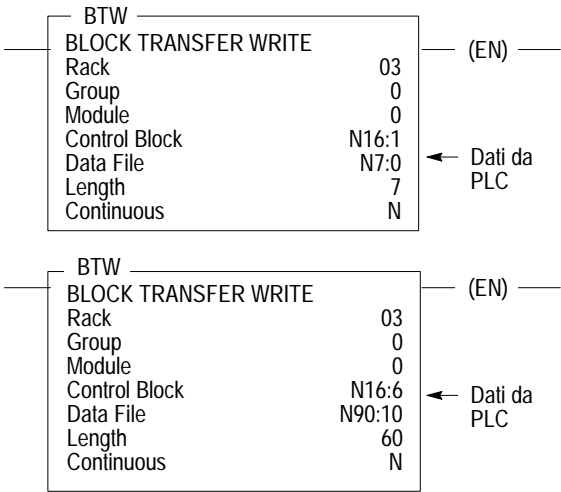 BTW
BLOCK TRANSFER WRITE
(EN)
Rack 03
Group 0
Module 0
Control Block N16:1
Data File N7:0
Length 7
Continuous N
Dati da
PLC
BTW
BLOCK TRANSFER WRITE
(EN)
Rack 03
Group 0
Module 0
Control Block N16:6
Data File N90:10
Length 60
Continuous N
Dati da
PLC